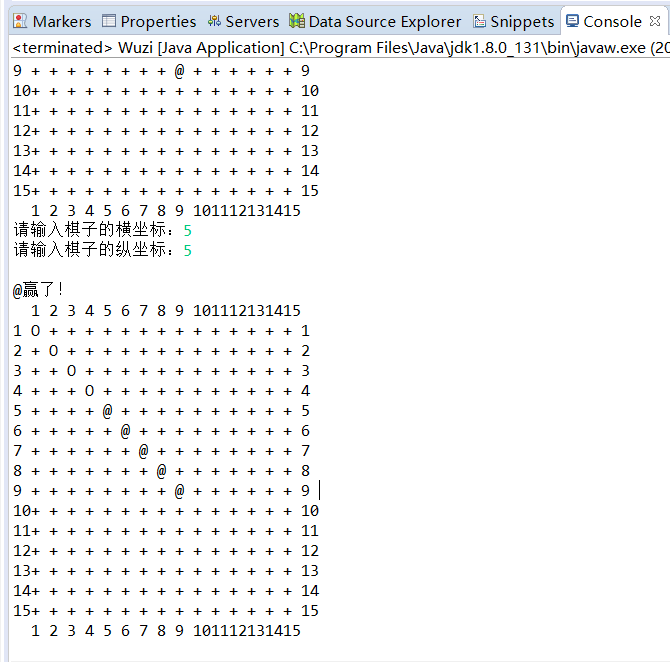 Markers Properties Servers Data Source Explorer Snippets Console
<terminated> Wuzi [Java Application] C:\Program Files\Java\jdk1.8.0_131\bin\javaw.exe (20
9 + + + + + + + + @ + + + + + + 9
10+ + + + + + + + + + + + + + + 10
11+ + + + + + + + + + + + + + + 11
12+ + + + + + + + + + + + + + + 12
13+ + + + + + + + + + + + + + + 13
14+ + + + + + + + + + + + + + + 14
15+ + + + + + + + + + + + + + + 15
1 2 3 4 5 6 7 8 9 101112131415
请输入棋子的横坐标：5
请输入棋子的纵坐标：5
@赢了！
1 2 3 4 5 6 7 8 9 101112131415
1 O + + + + + + + + + + + + + + 1
2 + O + + + + + + + + + + + + + 2
3 + + O + + + + + + + + + + + + 3
4 + + + O + + + + + + + + + + + 4
5 + + + + @ + + + + + + + + + + 5
6 + + + + + @ + + + + + + + + + 6
7 + + + + + + @ + + + + + + + + 7
8 + + + + + + + @ + + + + + + + 8
9 + + + + + + + + @ + + + + + + 9
10+ + + + + + + + + + + + + + + 10
11+ + + + + + + + + + + + + + + 11
12+ + + + + + + + + + + + + + + 12
13+ + + + + + + + + + + + + + + 13
14+ + + + + + + + + + + + + + + 14
15+ + + + + + + + + + + + + + + 15
1 2 3 4 5 6 7 8 9 101112131415